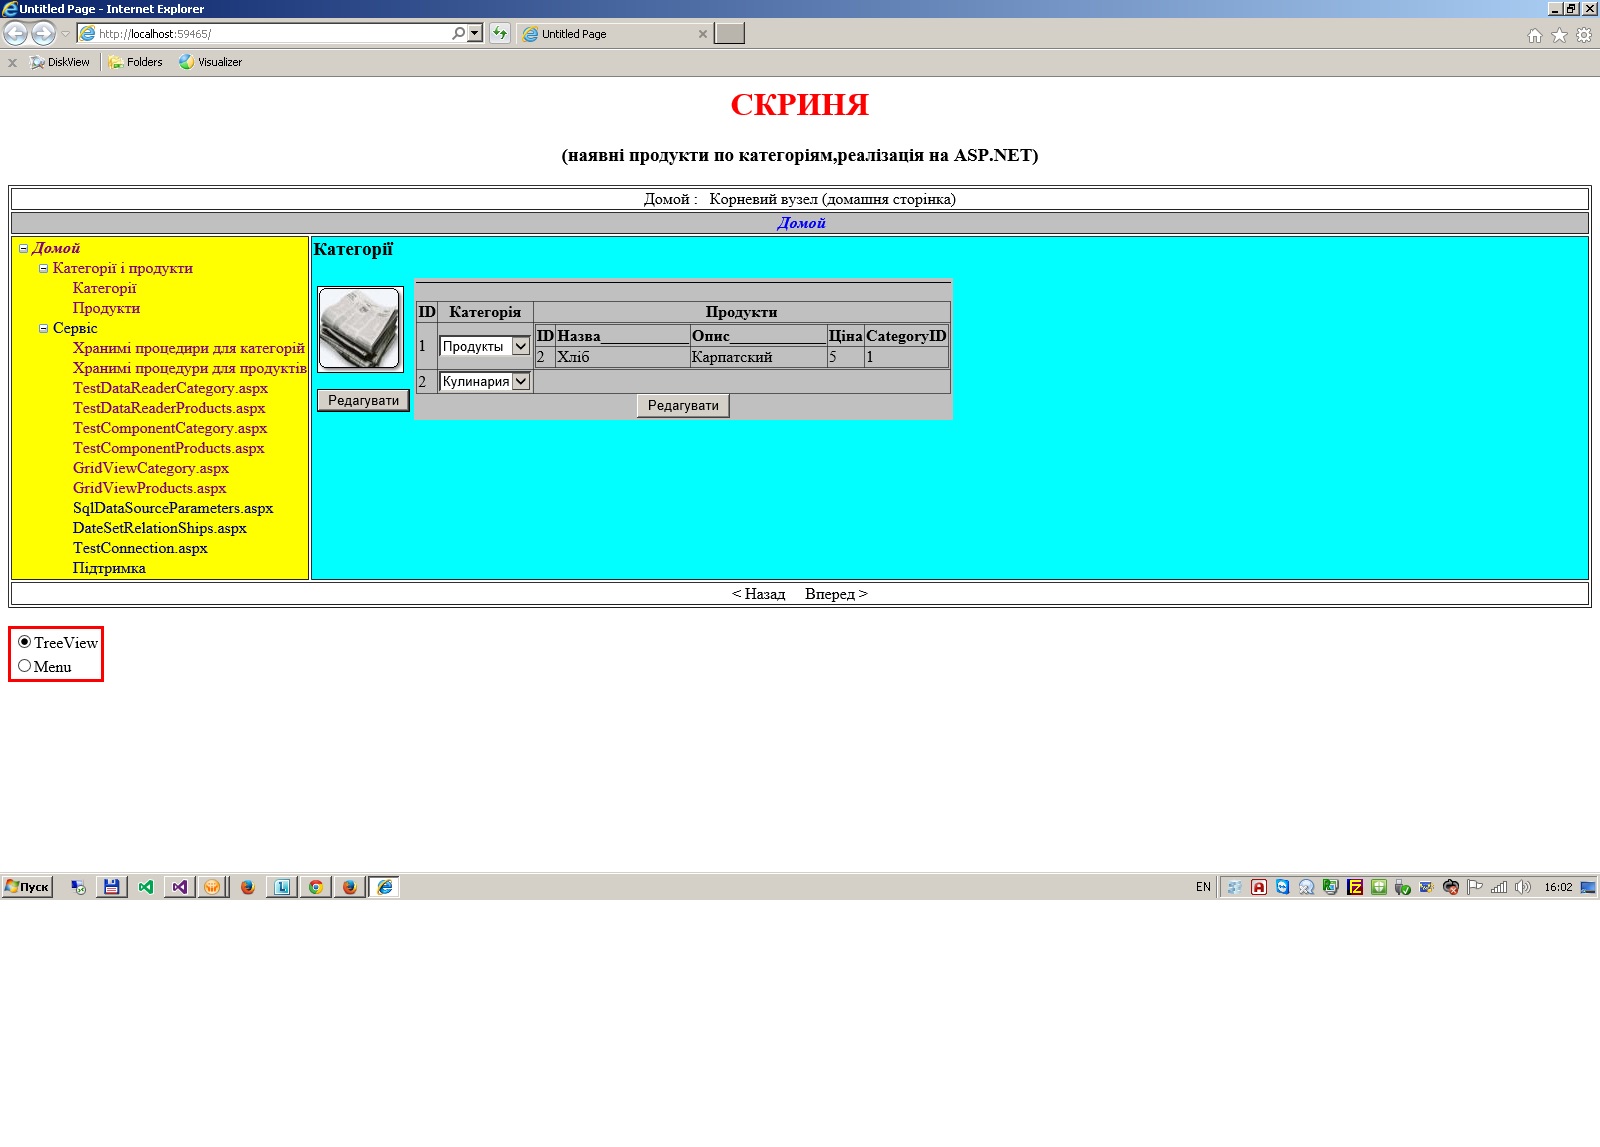 Untitled Page - Internet Explorer
http://localhost:59465/
Untitled Page
DiskView
Folders
Visualizer
СКРИНЯ
(наявні продукти по категоріям,реалізація на ASP.NET)
Домой : Корневий вузел (домашня сторінка)
Домой
Домой
Категорії і продукти
Категорії
Продукти
Сервіс
Хранимі процедири для категорій
Хранимі процедури для продуктів
TestDataReaderCategory.aspx
TestDataReaderProducts.aspx
TestComponentCategory.aspx
TestComponentProducts.aspx
GridViewCategory.aspx
GridViewProducts.aspx
SqlDataSourceParameters.aspx
DateSetRelationShips.aspx
TestConnection.aspx
Підтримка
Категорії
Редагувати
ID Категорія Продукти
1 Продукты
ID Назва____________ Опис____________ Ціна CategoryID
2 Хліб Карпатский 5 1
2 Кулинария
Редагувати
< Назад Вперед >
TreeView
Menu
Пуск
EN
16:02